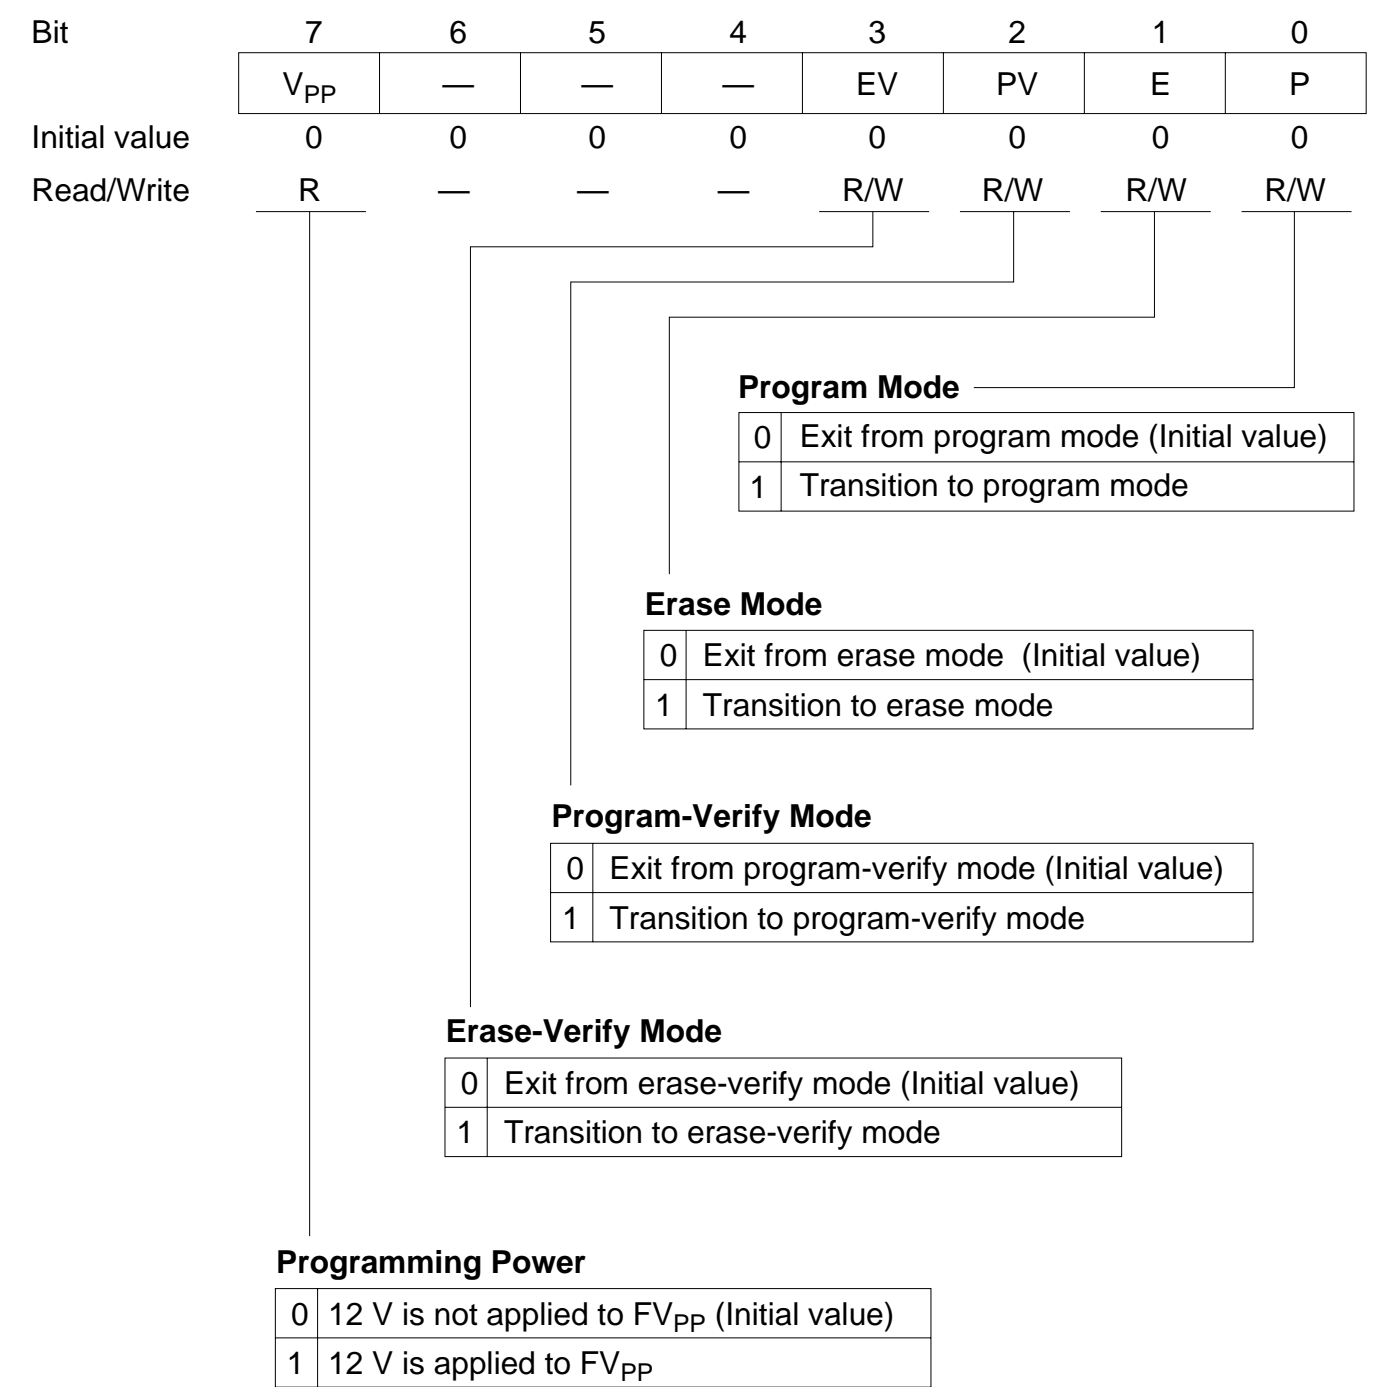 Bit 7 6 5 4 3 2 1 0
VPP — — — EV PV E P
Initial value 0 0 0 0 0 0 0 0
Read/Write R — — — R/W R/W R/W R/W
Program Mode
0 Exit from program mode (Initial value)
1 Transition to program mode
Erase Mode
0 Exit from erase mode (Initial value)
1 Transition to erase mode
Program-Verify Mode
0 Exit from program-verify mode (Initial value)
1 Transition to program-verify mode
Erase-Verify Mode
0 Exit from erase-verify mode (Initial value)
1 Transition to erase-verify mode
Programming Power
0 12 V is not applied to FVPP (Initial value)
1 12 V is applied to FVPP